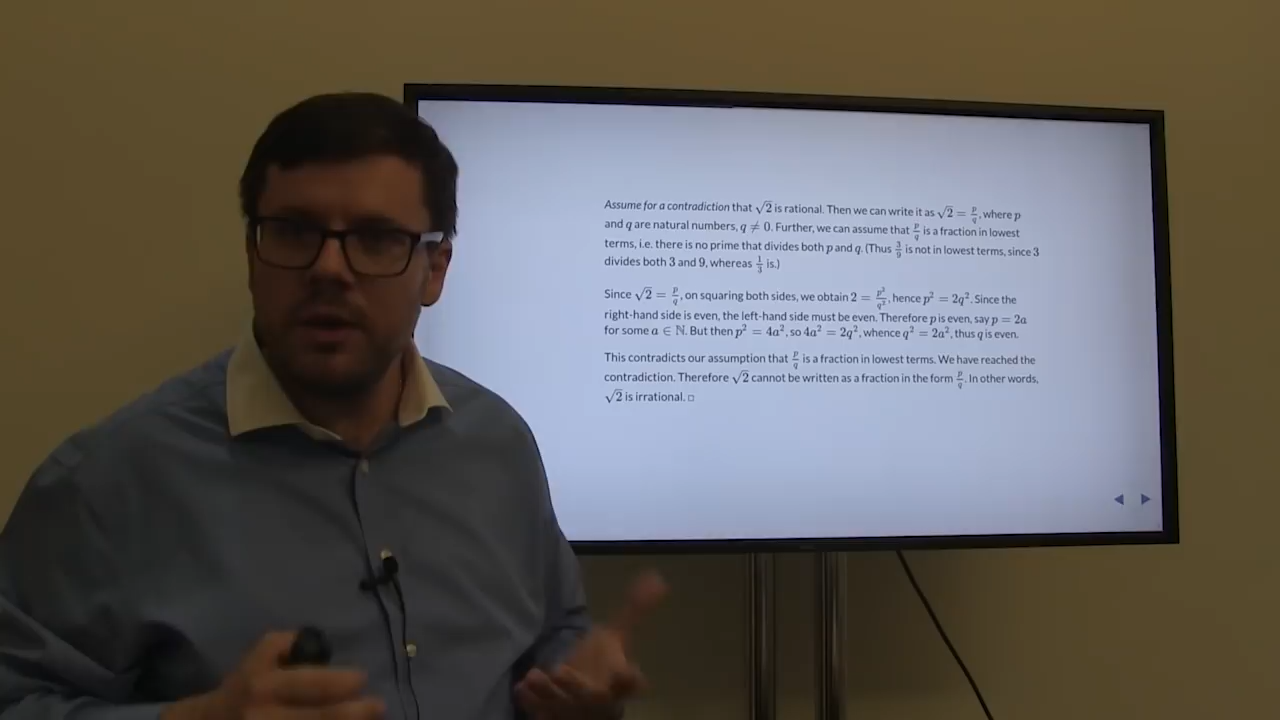 Assume for a contradiction that √2 is rational. Then we can write it as √2 = p/q, where p
and q are natural numbers, q ≠ 0. Further, we can assume that p/q is a fraction in lowest
terms, i.e. there is no prime that divides both p and q. (Thus 3/9 is not in lowest terms, since 3
divides both 3 and 9, whereas 1/3 is.)
Since √2 = p/q, on squaring both sides, we obtain 2 = p²/q², hence p² = 2q². Since the
right-hand side is even, the left-hand side must be even. Therefore p is even, say p = 2a
for some a ∈ ℕ. But then p² = 4a², so 4a² = 2q², whence q² = 2a², thus q is even.
This contradicts our assumption that p/q is a fraction in lowest terms. We have reached the
contradiction. Therefore √2 cannot be written as a fraction in the form p/q. In other words,
√2 is irrational. □